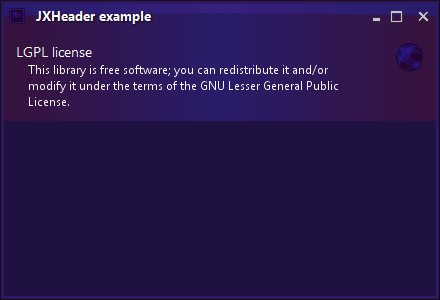 JXHeader example
LGPL license
This library is free software; you can redistribute it and/or
modify it under the terms of the GNU Lesser General Public
License.